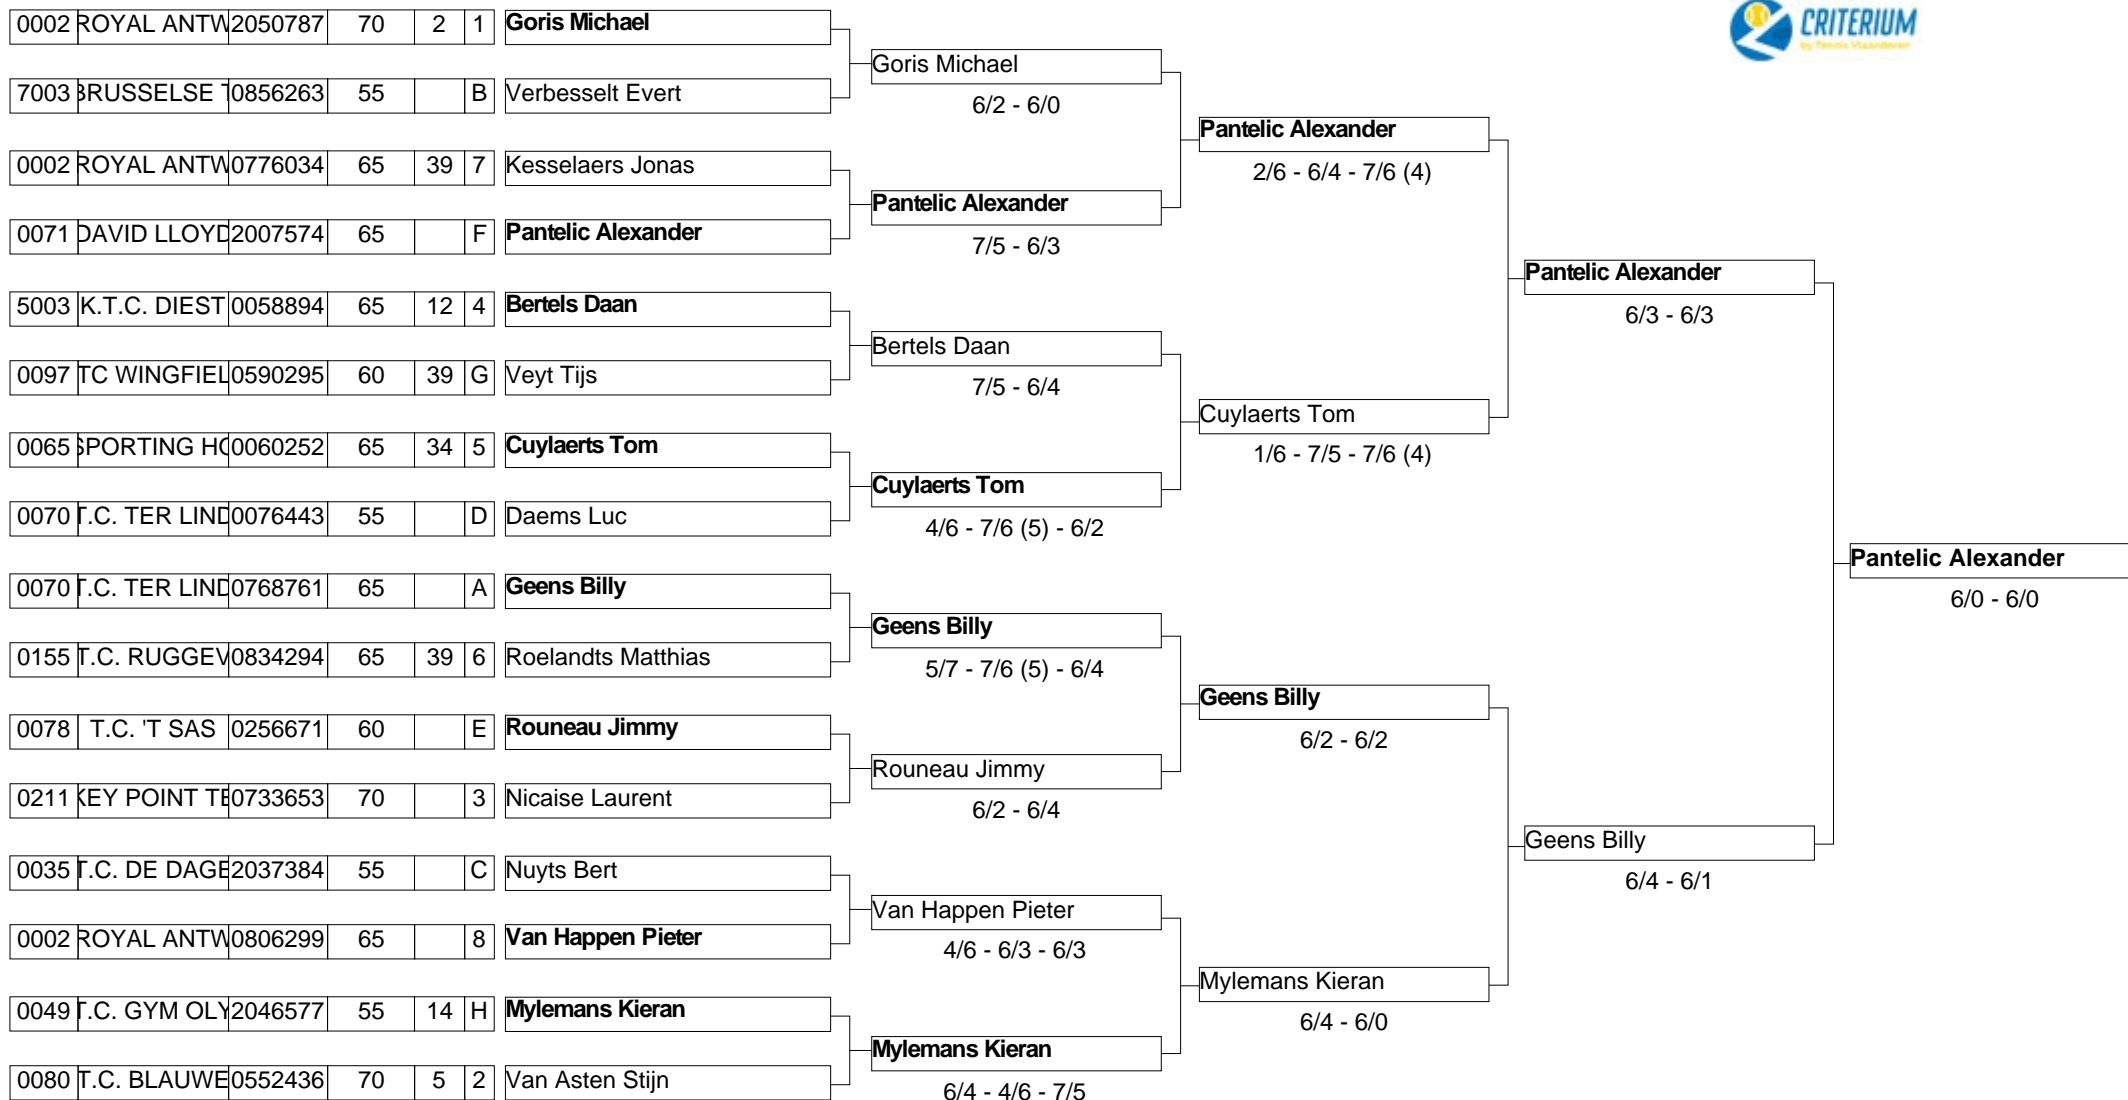 CRITERIUM
by Tennis Vlaanderen
0002 ROYAL ANTW 2050787 70 2 1 Goris Michael
7003 BRUSSELSE T 0856263 55 B Verbesselt Evert
0002 ROYAL ANTW 0776034 65 39 7 Kesselaers Jonas
0071 DAVID LLOYD 2007574 65 F Pantelic Alexander
5003 K.T.C. DIEST 0058894 65 12 4 Bertels Daan
0097 TC WINGFIEL 0590295 60 39 G Veyt Tijs
0065 SPORTING HO 0060252 65 34 5 Cuylaerts Tom
0070 T.C. TER LIND 0076443 55 D Daems Luc
0070 T.C. TER LIND 0768761 65 A Geens Billy
0155 T.C. RUGGEV 0834294 65 39 6 Roelandts Matthias
0078 T.C. 'T SAS 0256671 60 E Rouneau Jimmy
0211 KEY POINT TE 0733653 70 3 Nicaise Laurent
0035 T.C. DE DAGE 2037384 55 C Nuyts Bert
0002 ROYAL ANTW 0806299 65 8 Van Happen Pieter
0049 T.C. GYM OLY 2046577 55 14 H Mylemans Kieran
0080 T.C. BLAUWE 0552436 70 5 2 Van Asten Stijn
Goris Michael
6/2 - 6/0
Pantelic Alexander
7/5 - 6/3
Bertels Daan
7/5 - 6/4
Cuylaerts Tom
4/6 - 7/6 (5) - 6/2
Geens Billy
5/7 - 7/6 (5) - 6/4
Rouneau Jimmy
6/2 - 6/4
Van Happen Pieter
4/6 - 6/3 - 6/3
Mylemans Kieran
6/4 - 4/6 - 7/5
Pantelic Alexander
2/6 - 6/4 - 7/6 (4)
Cuylaerts Tom
1/6 - 7/5 - 7/6 (4)
Geens Billy
6/2 - 6/2
Mylemans Kieran
6/4 - 6/0
Pantelic Alexander
6/3 - 6/3
Geens Billy
6/4 - 6/1
Pantelic Alexander
6/0 - 6/0